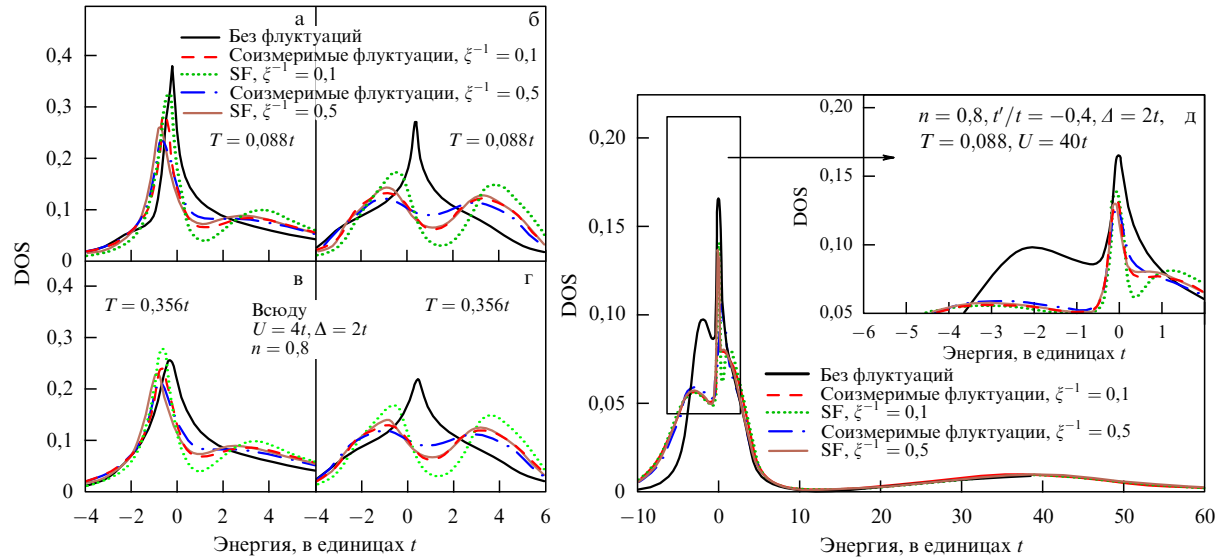 а
б
Без флуктуаций
Соизмеримые флуктуации, ξ⁻¹ = 0,1
SF, ξ⁻¹ = 0,1
Соизмеримые флуктуации, ξ⁻¹ = 0,5
SF, ξ⁻¹ = 0,5
T = 0,088t
T = 0,088t
0,4
0,3
0,2
0,1
0
DOS
в
г
T = 0,356t
T = 0,356t
Всюду
U = 4t, Δ = 2t
n = 0,8
0,4
0,3
0,2
0,1
0
−4 −2 0 2 4 −2 0 2 4 6
Энергия, в единицах t
0,20
0,15
0,10
0,05
0
DOS
−10 0 10 20 30 40 50 60
Энергия, в единицах t
n = 0,8, t′/t = −0,4, Δ = 2t, д
T = 0,088, U = 40t
0,20
0,15
0,10
0,05
DOS
−6 −5 −4 −3 −2 −1 0 1
Энергия, в единицах t
Без флуктуаций
Соизмеримые флуктуации, ξ⁻¹ = 0,1
SF, ξ⁻¹ = 0,1
Соизмеримые флуктуации, ξ⁻¹ = 0,5
SF, ξ⁻¹ = 0,5